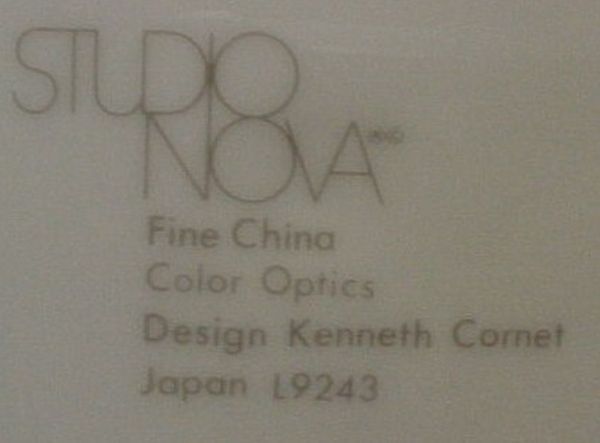 STUDIO
NOVA
Fine China
Color Optics
Design Kenneth Cornet
Japan L9243